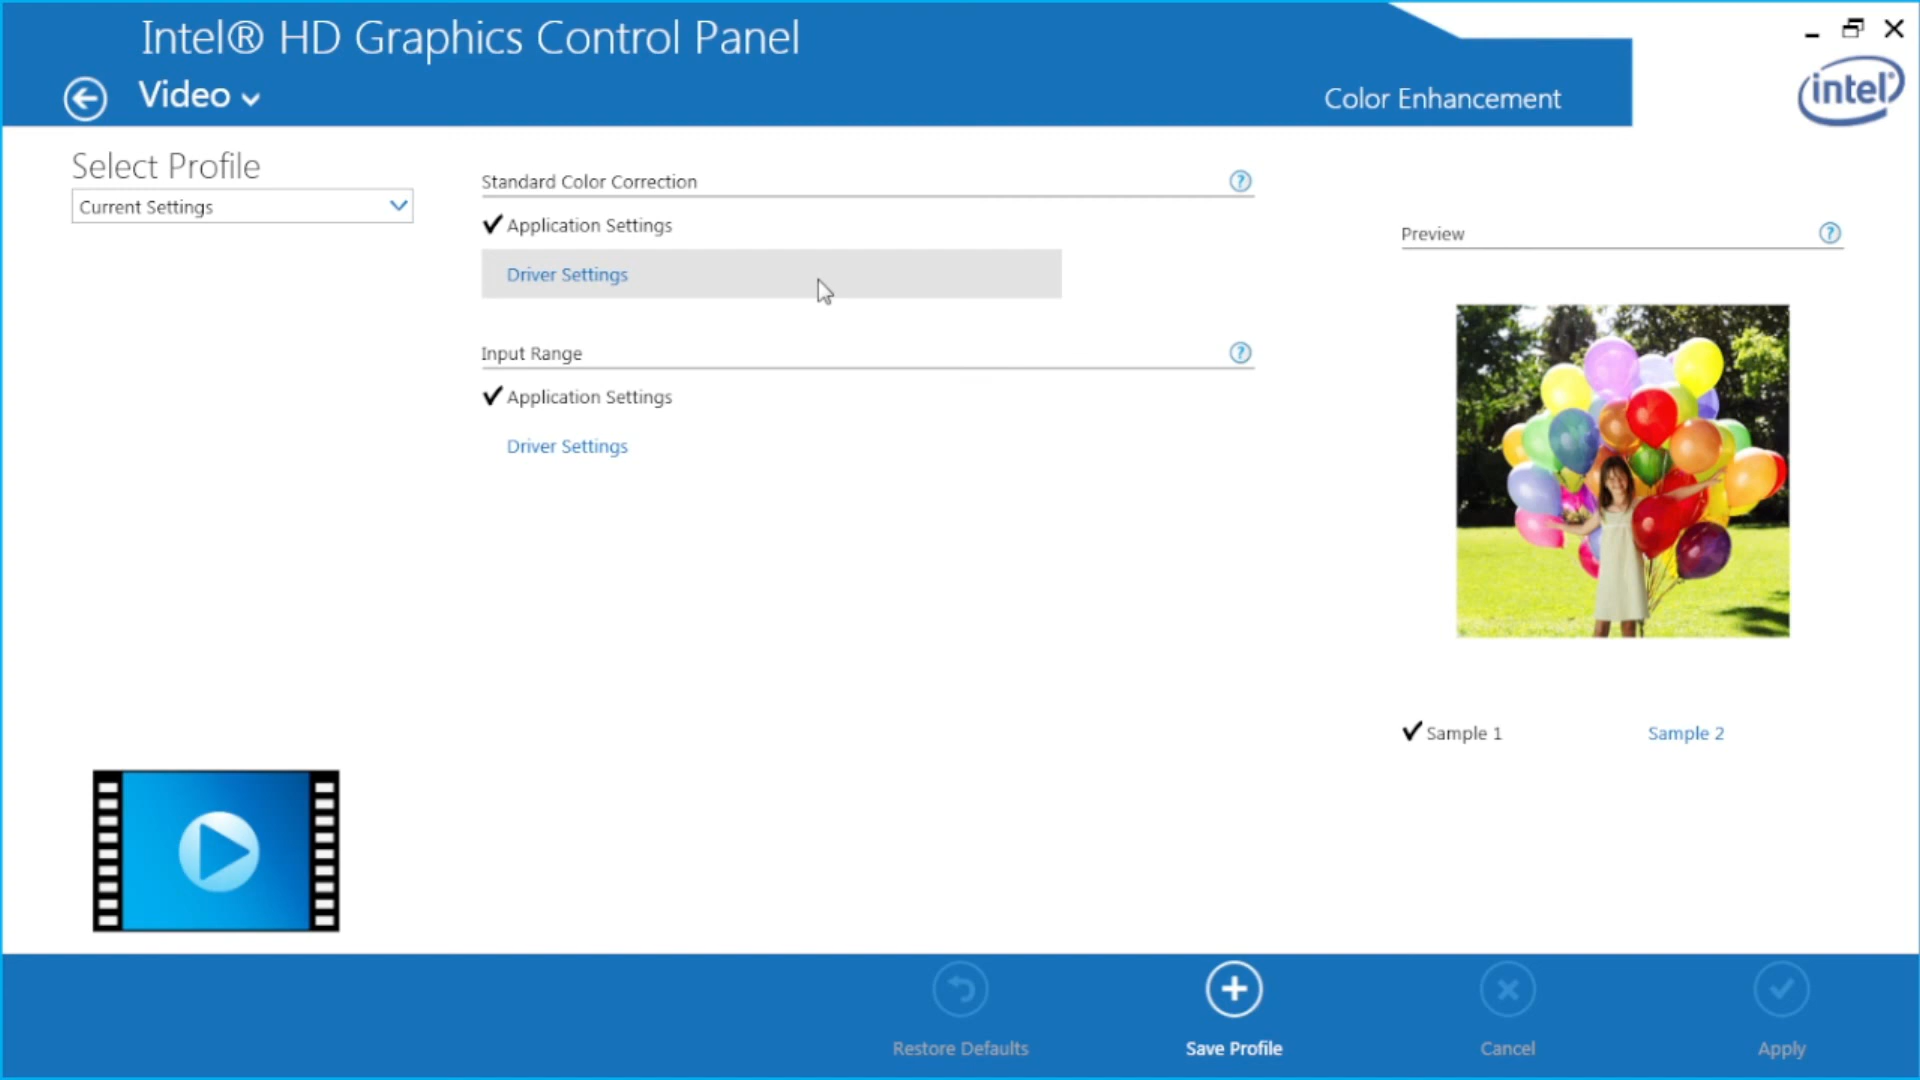 Intel® HD Graphics Control Panel
Video
Color Enhancement
intel®
Select Profile
Current Settings
Standard Color Correction
?
Application Settings
Driver Settings
Input Range
?
Application Settings
Driver Settings
Preview
?
Sample 1
Sample 2
Restore Defaults
Save Profile
Cancel
Apply